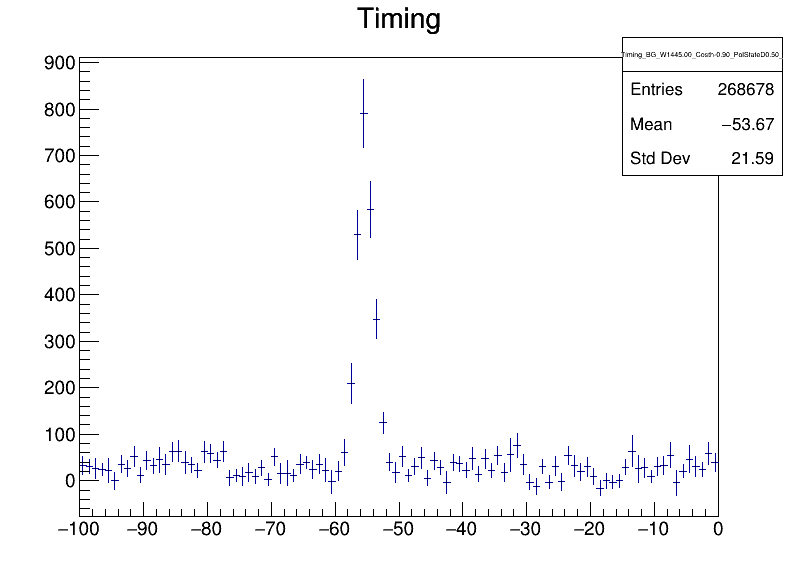 Timing
Timing_BG_W1445.00_Costh-0.90_PolStateD0.50_
Entries 268678
Mean −53.67
Std Dev 21.59
900
800
700
600
500
400
300
200
100
0
−100 −90 −80 −70 −60 −50 −40 −30 −20 −10 0